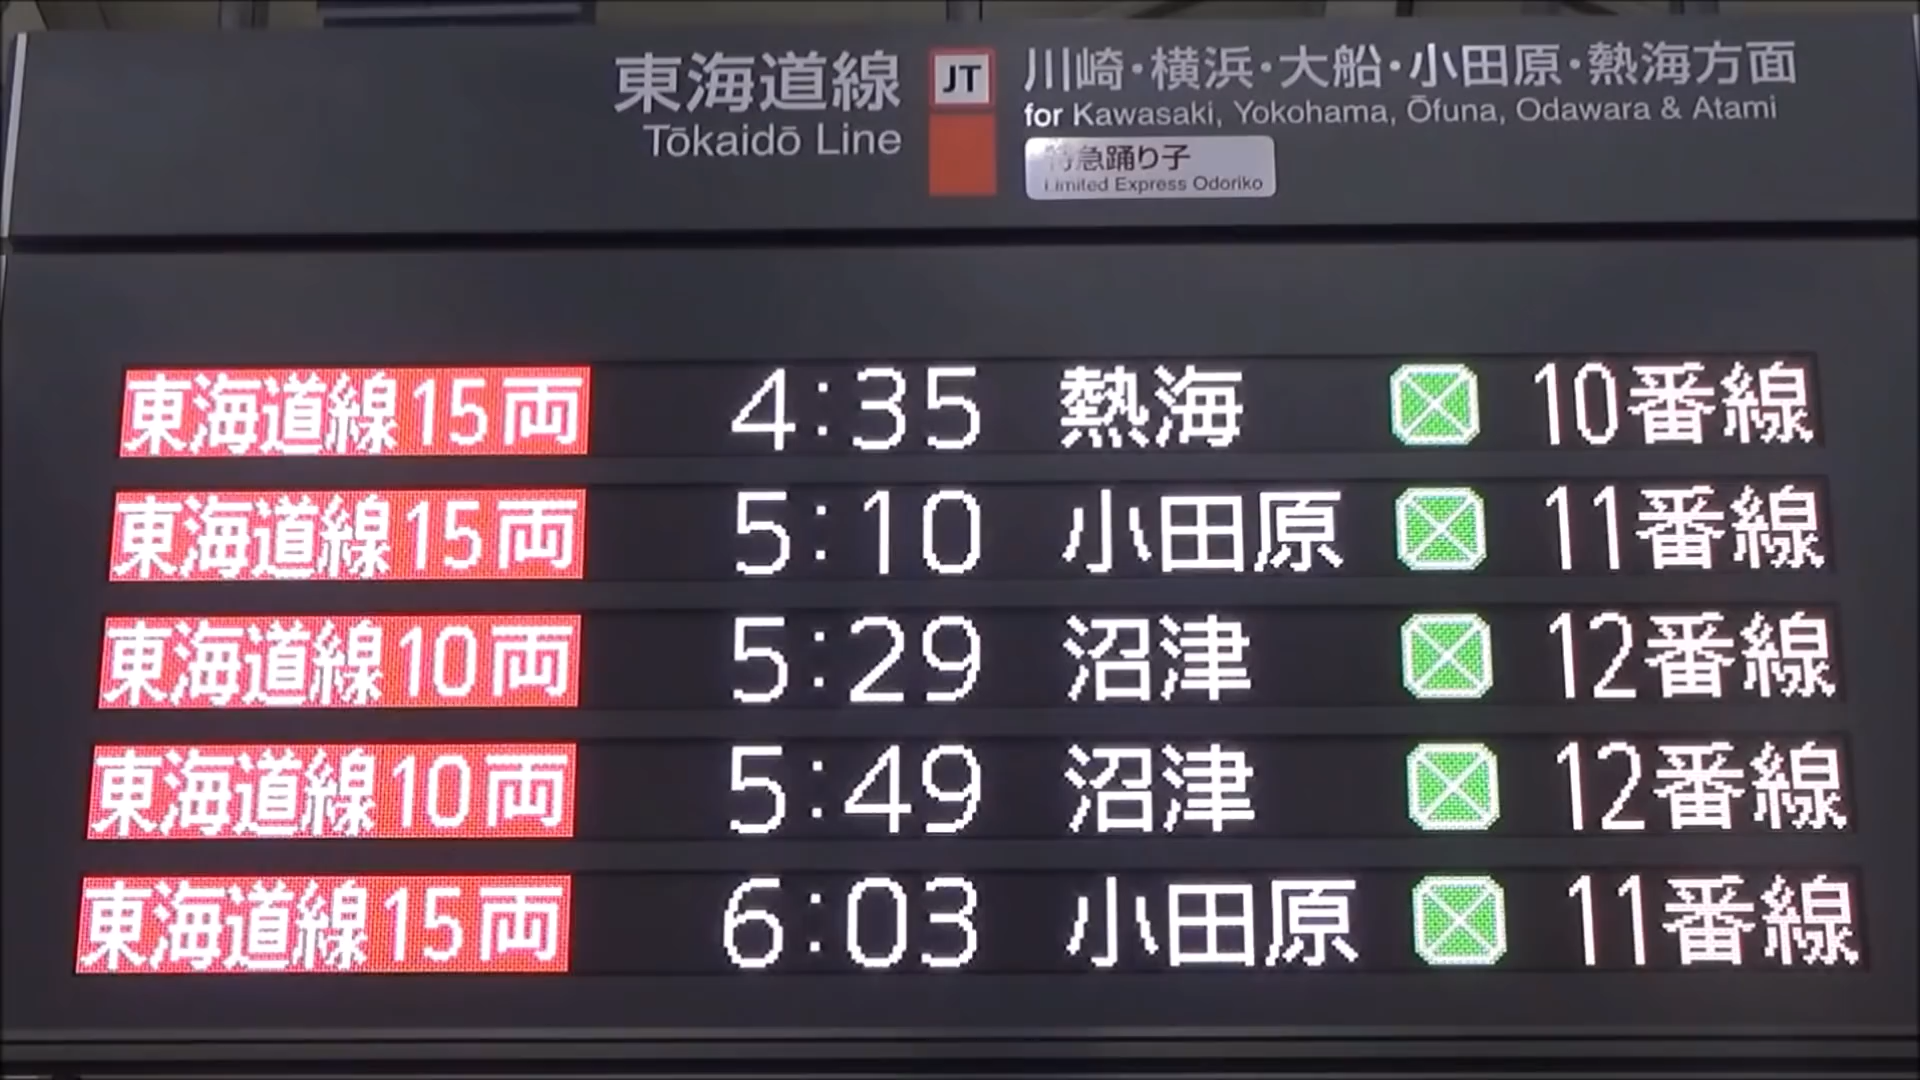 東海道線 JT 川崎・横浜・大船・小田原・熱海方面
Tōkaidō Line for Kawasaki, Yokohama, Ōfuna, Odawara & Atami
特急踊り子
Limited Express Odoriko
東海道線15両 4:35 熱海 10番線
東海道線15両 5:10 小田原 11番線
東海道線10両 5:29 沼津 12番線
東海道線10両 5:49 沼津 12番線
東海道線15両 6:03 小田原 11番線